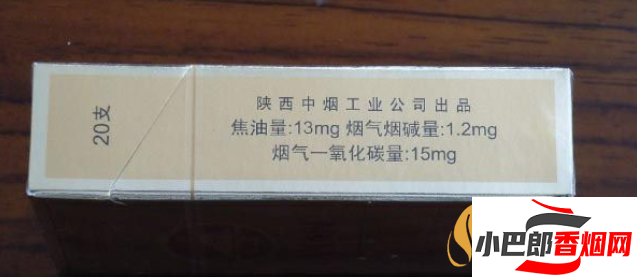 20支
陕西中烟工业公司出品
焦油量:13mg 烟气烟碱量:1.2mg
烟气一氧化碳量:15mg
小巴郎香烟网